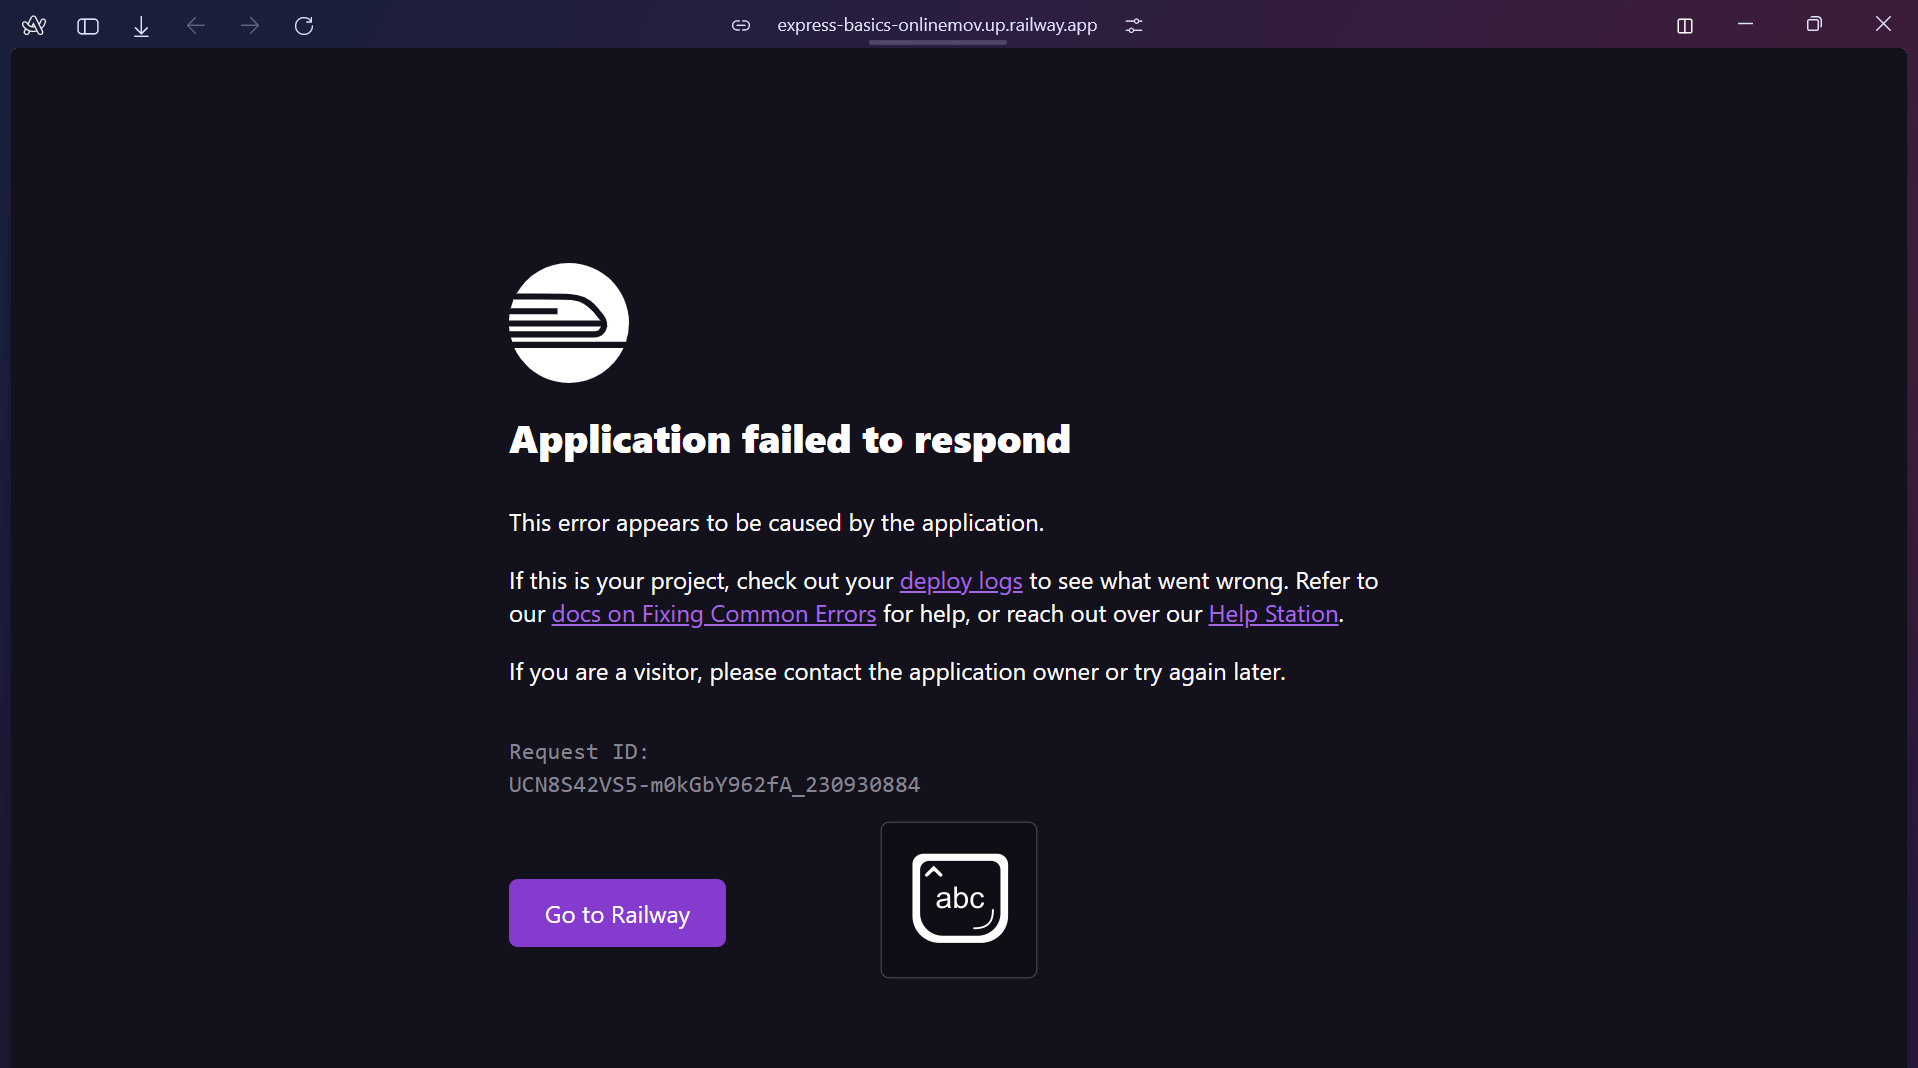 express-basics-onlinemov.up.railway.app
Application failed to respond
This error appears to be caused by the application.
If this is your project, check out your deploy logs to see what went wrong. Refer to
our docs on Fixing Common Errors for help, or reach out over our Help Station.
If you are a visitor, please contact the application owner or try again later.
Request ID:
UCN8S42VS5-m0kGbY962fA_230930884
abc
Go to Railway